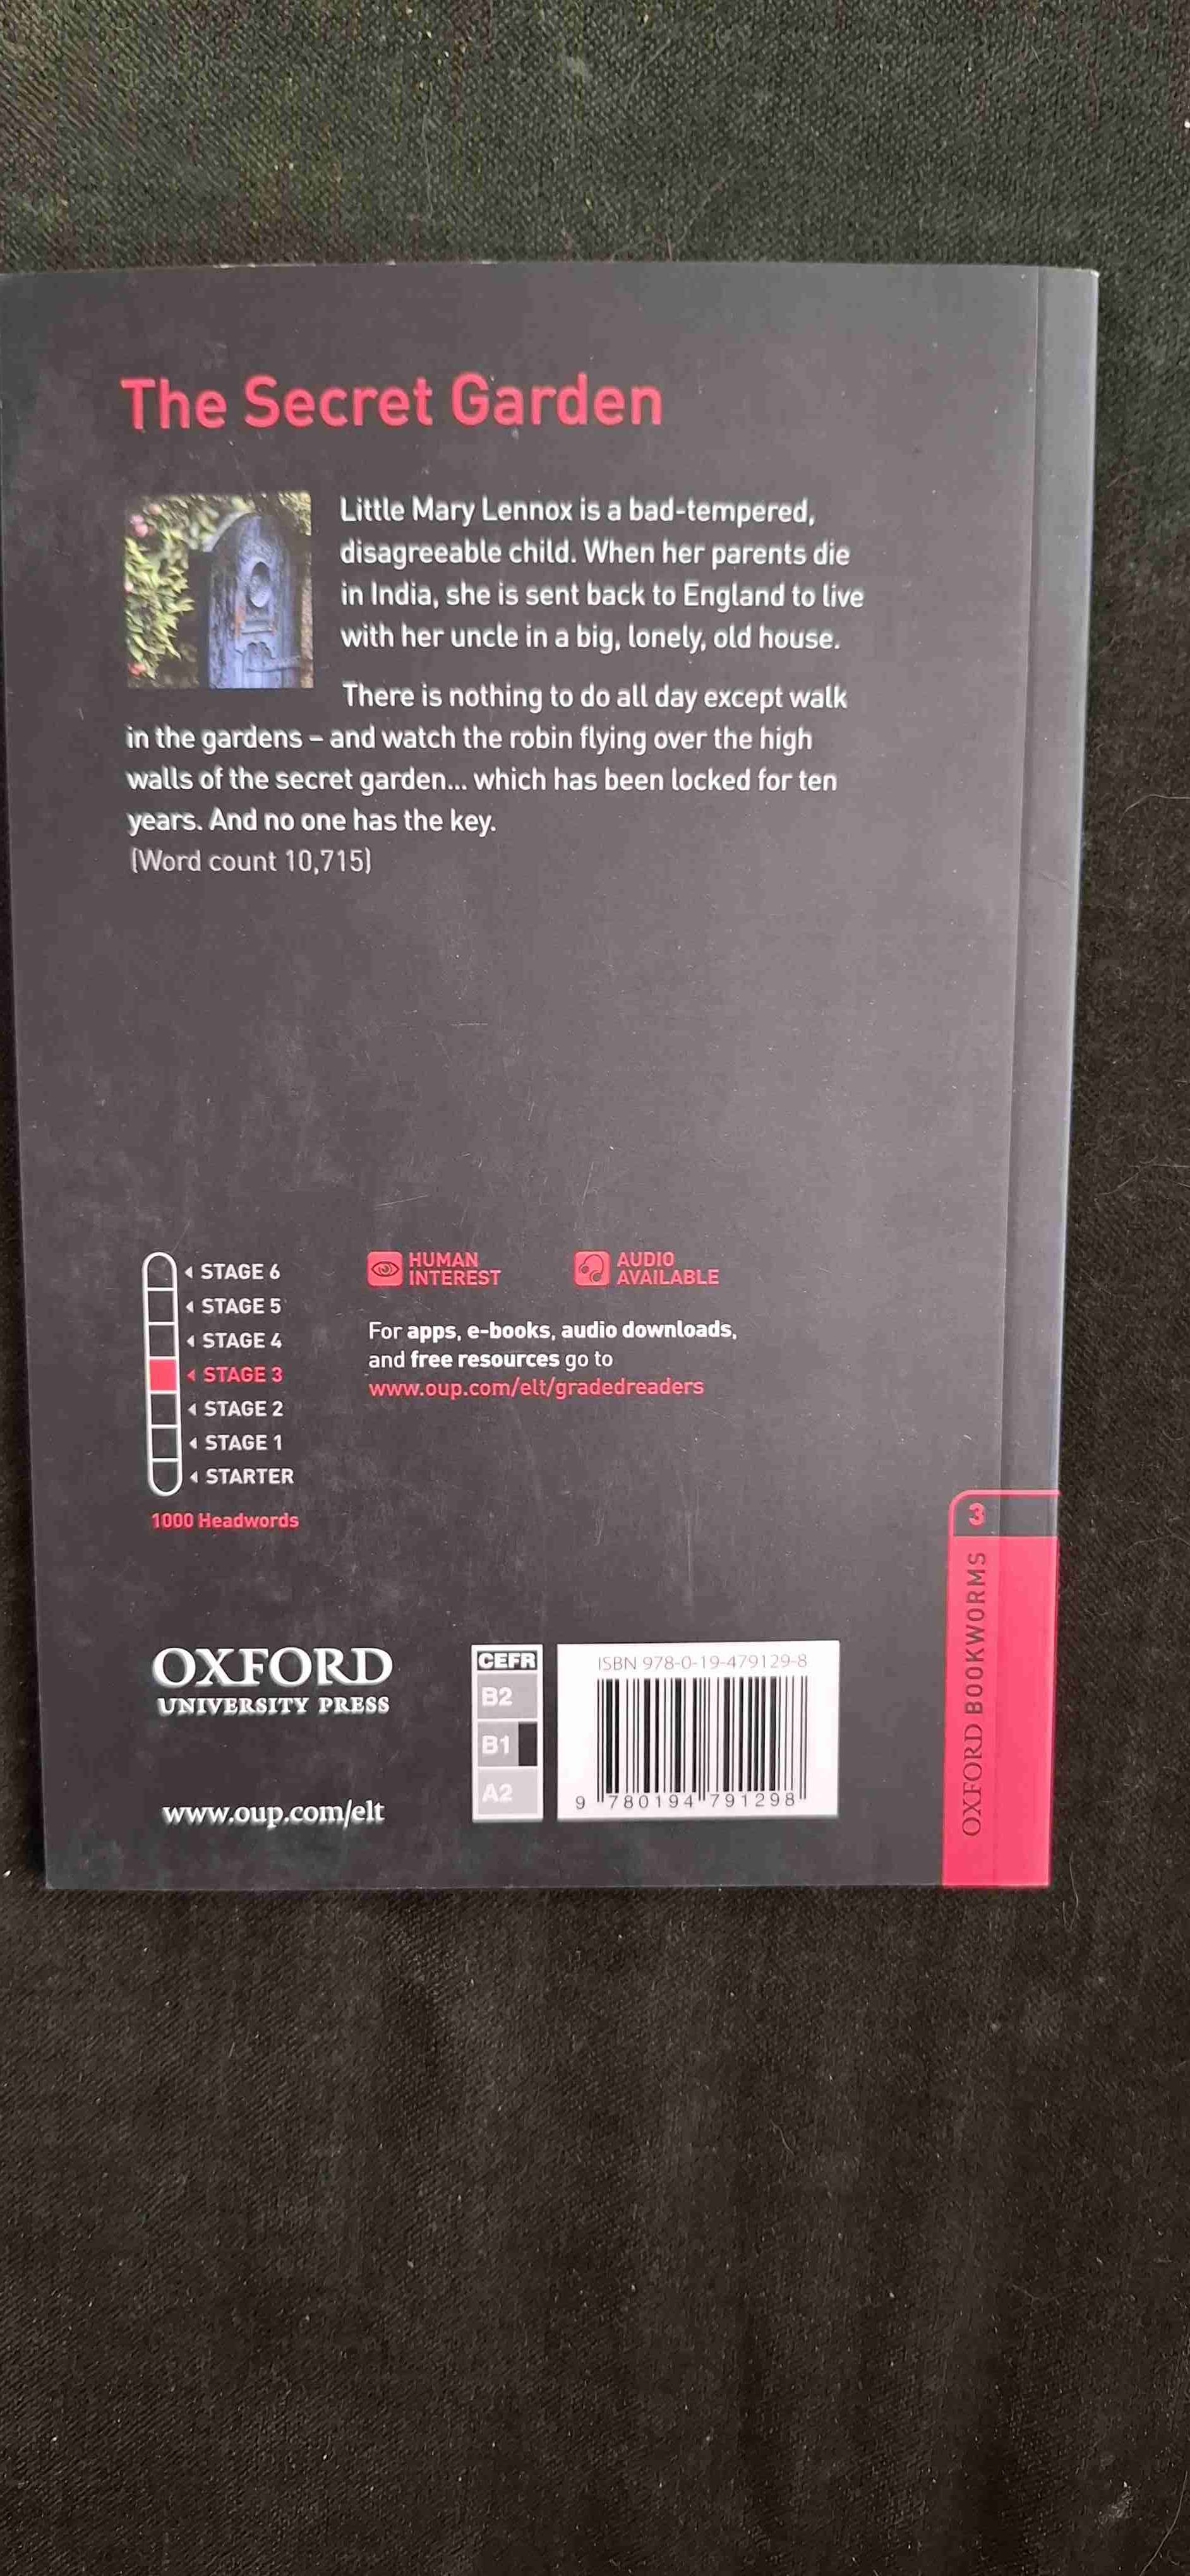 The Secret Garden
Little Mary Lennox is a bad-tempered,
disagreeable child. When her parents die
in India, she is sent back to England to live
with her uncle in a big, lonely, old house.
There is nothing to do all day except walk
in the gardens – and watch the robin flying over the high
walls of the secret garden... which has been locked for ten
years. And no one has the key.
(Word count 10,715)
STAGE 6
STAGE 5
STAGE 4
STAGE 3
STAGE 2
STAGE 1
STARTER
1000 Headwords
HUMAN
INTEREST
AUDIO
AVAILABLE
For apps, e-books, audio downloads,
and free resources go to
www.oup.com/elt/gradedreaders
OXFORD
UNIVERSITY PRESS
www.oup.com/elt
CEFR
B2
B1
A2
ISBN 978-0-19-479129-8
9 780194 791298
3
OXFORD BOOKWORMS